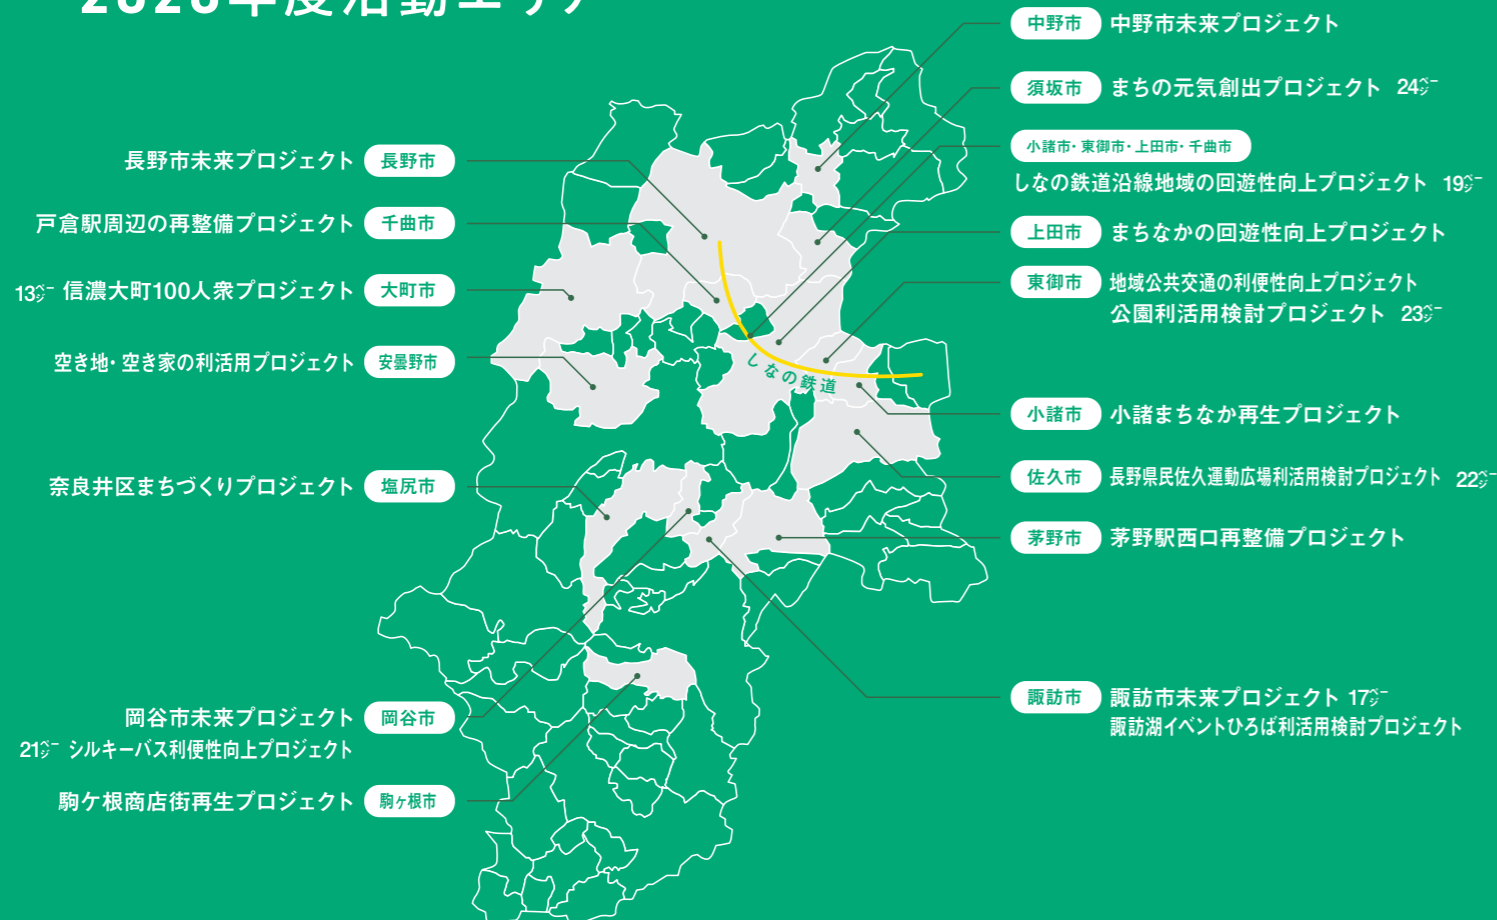 長野市未来プロジェクト 長野市
戸倉駅周辺の再整備プロジェクト 千曲市
13ページ 信濃大町100人衆プロジェクト 大町市
空き地・空き家の利活用プロジェクト 安曇野市
奈良井区まちづくりプロジェクト 塩尻市
岡谷市未来プロジェクト 岡谷市
21ページ シルキーバス利便性向上プロジェクト
駒ケ根商店街再生プロジェクト 駒ヶ根市
しなの鉄道
中野市 中野市未来プロジェクト
須坂市 まちの元気創出プロジェクト 24ページ
小諸市・東御市・上田市・千曲市
しなの鉄道沿線地域の回遊性向上プロジェクト 19ページ
上田市 まちなかの回遊性向上プロジェクト
東御市 地域公共交通の利便性向上プロジェクト
公園利活用検討プロジェクト 23ページ
小諸市 小諸まちなか再生プロジェクト
佐久市 長野県民佐久運動広場利活用検討プロジェクト 22ページ
茅野市 茅野駅西口再整備プロジェクト
諏訪市 諏訪市未来プロジェクト 17ページ
諏訪湖イベントひろば利活用検討プロジェクト